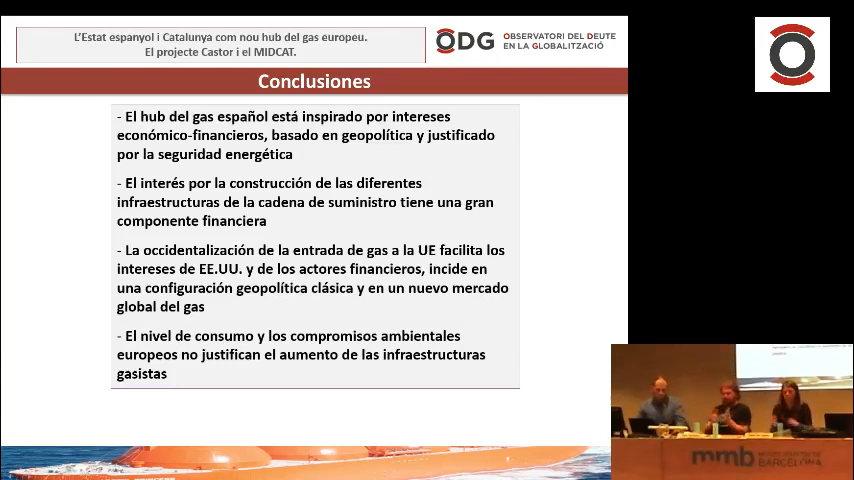 L'Estat espanyol i Catalunya com nou hub del gas europeu.
El projecte Castor i el MIDCAT.
ODG OBSERVATORI DEL DEUTE
EN LA GLOBALITZACIÓ
Conclusiones
- El hub del gas español está inspirado por intereses
económico-financieros, basado en geopolítica y justificado
por la seguridad energética
- El interés por la construcción de las diferentes
infraestructuras de la cadena de suministro tiene una gran
componente financiera
- La occidentalización de la entrada de gas a la UE facilita los
intereses de EE.UU. y de los actores financieros, incide en
una configuración geopolítica clásica y en un nuevo mercado
global del gas
- El nivel de consumo y los compromisos ambientales
europeos no justifican el aumento de las infraestructuras
gasistas
mmb
BARCELONA